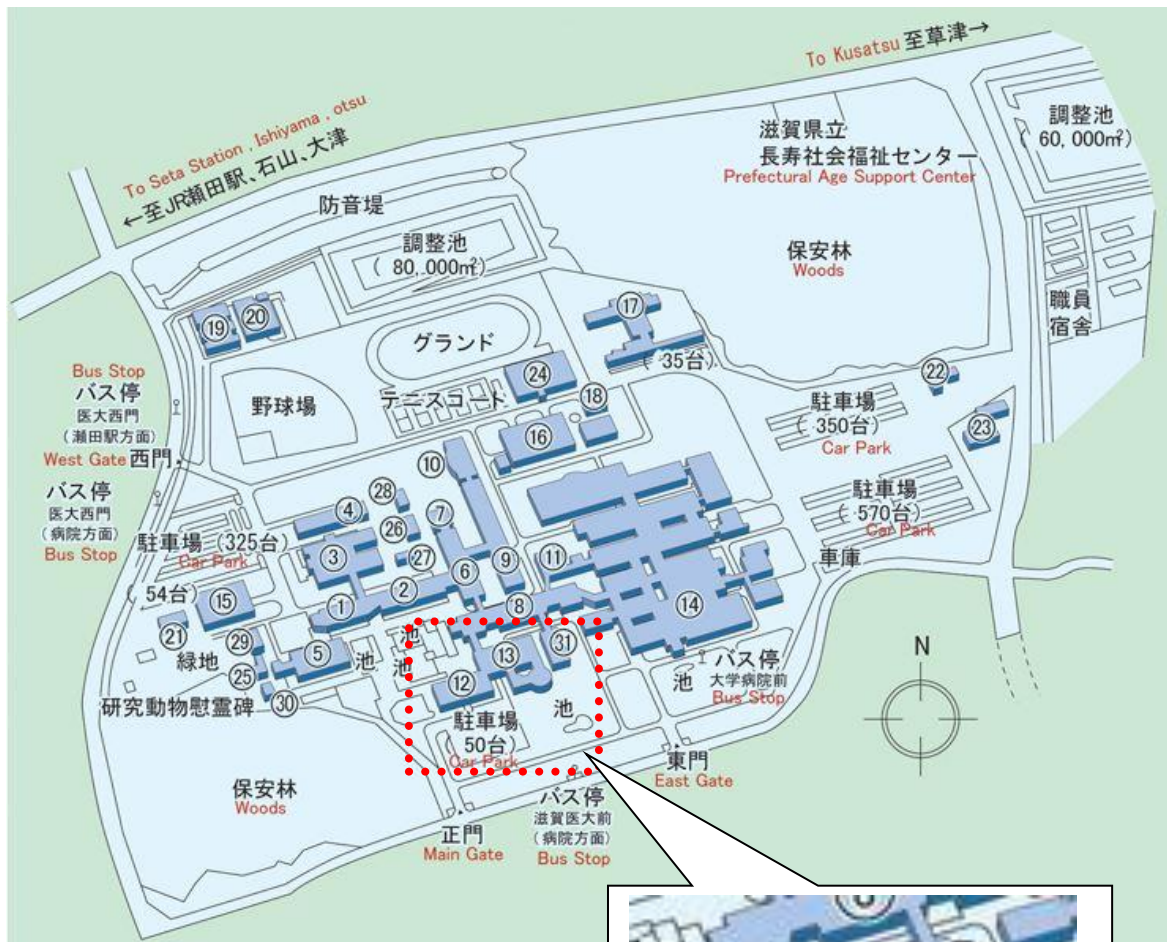 To Kusatsu 至草津→
To Seta Station , Ishiyama , otsu
←至JR瀬田駅、石山、大津
調整池
( 60, 000㎡)
滋賀県立
長寿社会福祉センター
Prefectural Age Support Center
防音堤
調整池
( 80, 000㎡)
保安林
Woods
職員
宿舎
⑰
⑲
⑳
グランド
( 35台)
㉔
㉒
Bus Stop
バス停
医大西門
(瀬田駅方面)
West Gate 西門
野球場
テニスコート
⑱
駐車場
( 350台)
Car Park
㉓
⑯
⑩
バス停
医大西門
(病院方面)
Bus Stop
㉘
④
⑦
㉖
駐車場
( 570台)
Car Park
駐車場 (325台)
Car Park
③
㉗
⑥
⑨
⑪
車庫
( 54台)
⑮
①
②
⑧
⑭
㉑
㉙
緑地
⑤
池
池
池
⑬
㉛
N
㉕
⑫
池
バス停
大学病院前
Bus Stop
研究動物慰霊碑
㉚
駐車場
50台)
Car Park
池
東門
East Gate
保安林
Woods
バス停
滋賀医大前
(病院方面)
Bus Stop
正門
Main Gate